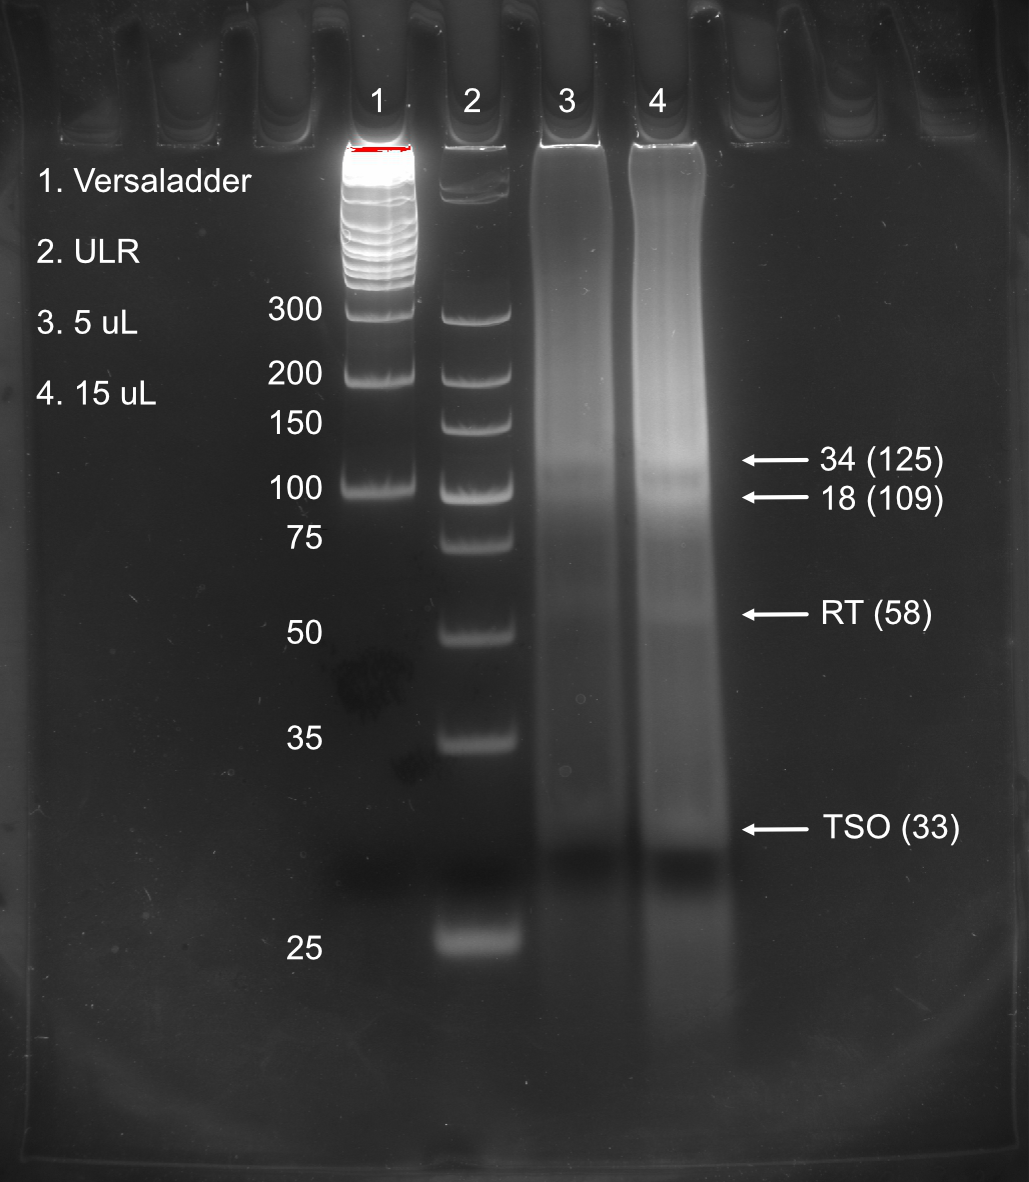 1 2 3 4
1. Versaladder
2. ULR
3. 5 uL
4. 15 uL
300
200
150
100
75
50
35
25
34 (125)
18 (109)
RT (58)
TSO (33)